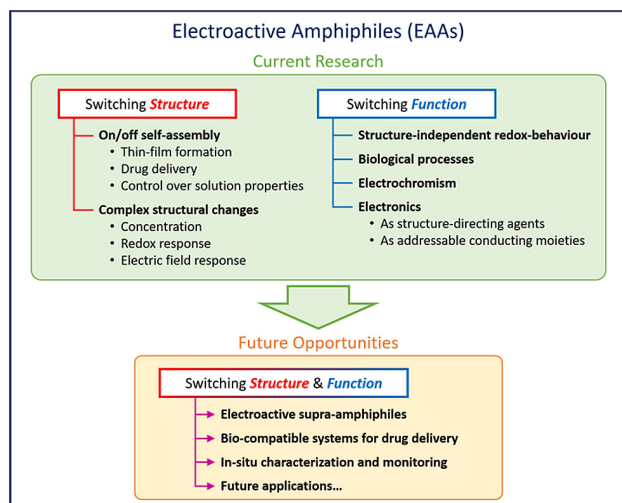 Electroactive Amphiphiles (EAAs)
Current Research
Switching Structure
On/off self-assembly
• Thin-film formation
• Drug delivery
• Control over solution properties
Complex structural changes
• Concentration
• Redox response
• Electric field response
Switching Function
Structure-independent redox-behaviour
Biological processes
Electrochromism
Electronics
• As structure-directing agents
• As addressable conducting moieties
Future Opportunities
Switching Structure & Function
Electroactive supra-amphiphiles
Bio-compatible systems for drug delivery
In-situ characterization and monitoring
Future applications...